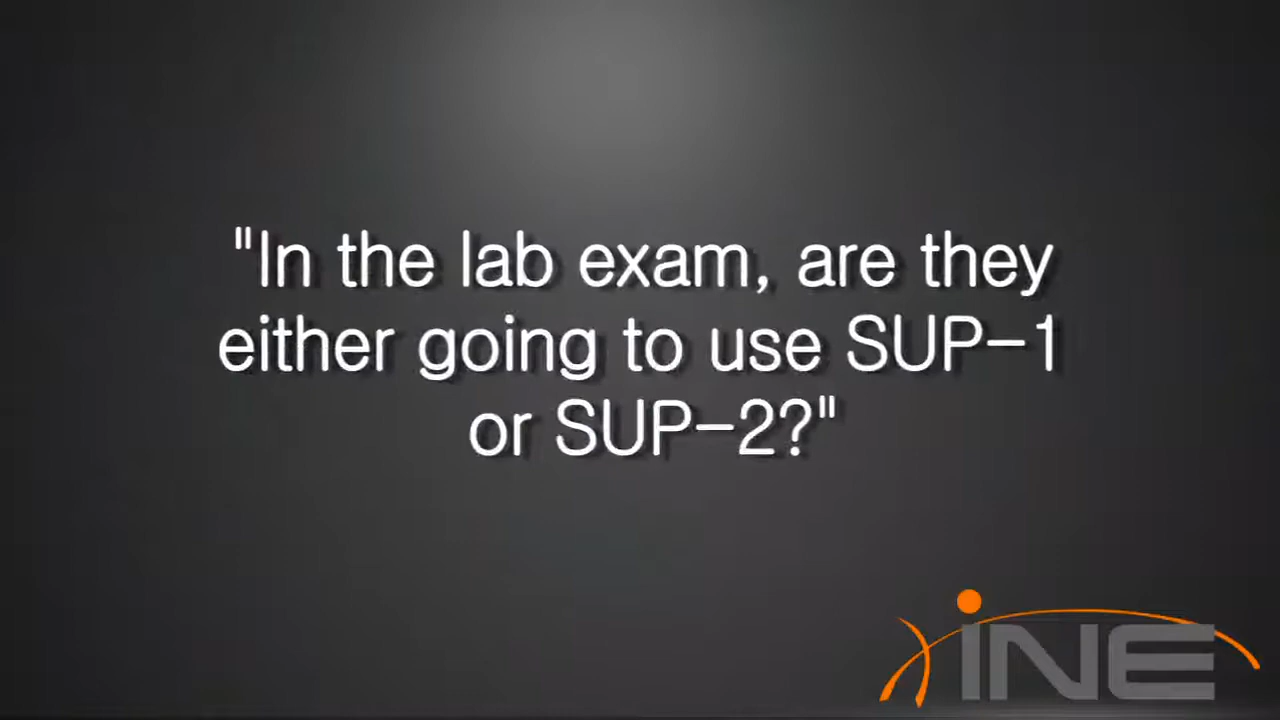 "In the lab exam, are they
either going to use SUP-1
or SUP-2?"
iNE